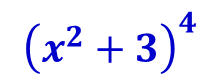 (x² + 3)⁴